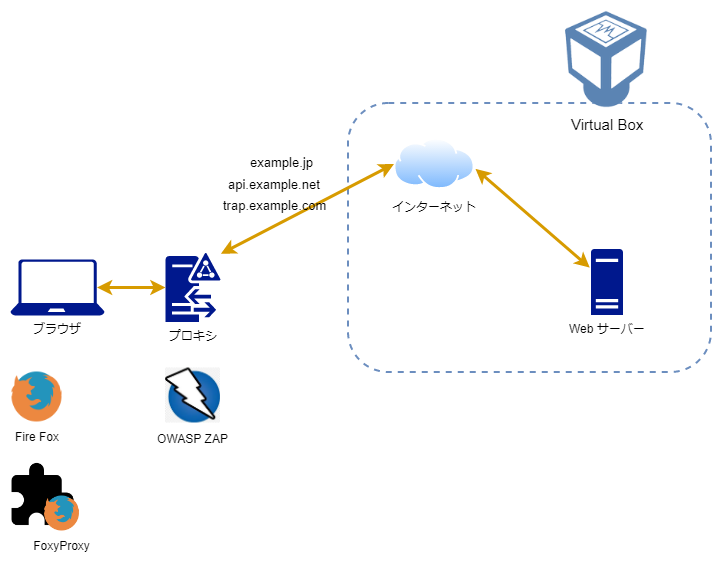 Virtual Box
example.jp
api.example.net
trap.example.com
インターネット
ブラウザ
プロキシ
Web サーバー
Fire Fox
OWASP ZAP
FoxyProxy